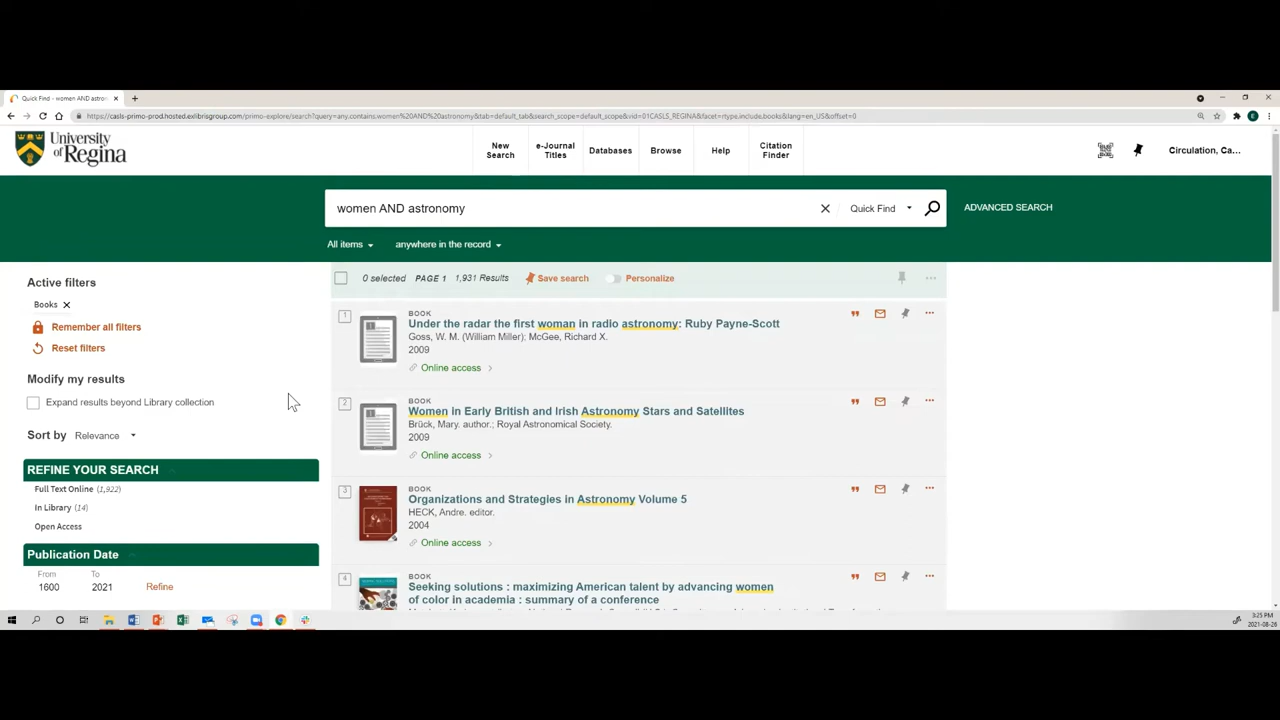 Quick Find - women AND astron
https://casls-primo-prod.hosted.exlibrisgroup.com/primo-explore/search?query=any,contains,women%20AND%20astronomy&tab=default_tab&search_scope=default_scope&vid=01CASLS_REGINA&facet=rtype,include,books&lang=en_US&offset=0
University of Regina
New Search
e-Journal Titles
Databases
Browse
Help
Citation Finder
Circulation, Ca...
women AND astronomy
Quick Find
ADVANCED SEARCH
All items
anywhere in the record
Active filters
Books
Remember all filters
Reset filters
Modify my results
Expand results beyond Library collection
Sort by Relevance
REFINE YOUR SEARCH
Full Text Online (1,922)
In Library (14)
Open Access
Publication Date
From To
1600 2021 Refine
0 selected PAGE 1 1,931 Results Save search Personalize
1
BOOK
Under the radar the first woman in radio astronomy: Ruby Payne-Scott
Goss, W. M. (William Miller); McGee, Richard X.
2009
Online access
2
BOOK
Women in Early British and Irish Astronomy Stars and Satellites
Brück, Mary. author.; Royal Astronomical Society.
2009
Online access
3
BOOK
Organizations and Strategies in Astronomy Volume 5
HECK, Andre. editor.
2004
Online access
4
BOOK
Seeking solutions : maximizing American talent by advancing women
of color in academia : summary of a conference
3:25 PM
2021-08-26